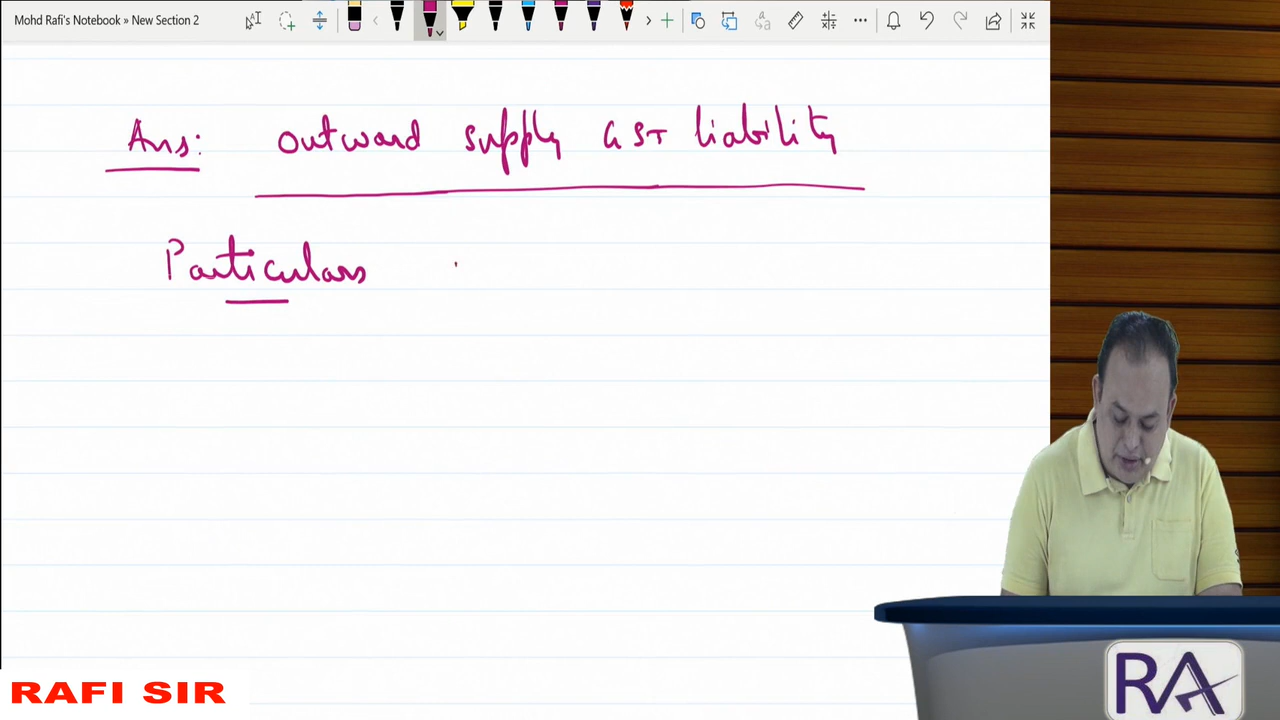 Mohd Rafi's Notebook » New Section 2
Ans: outward supply GST liability
Particulars
RAFI SIR
RA